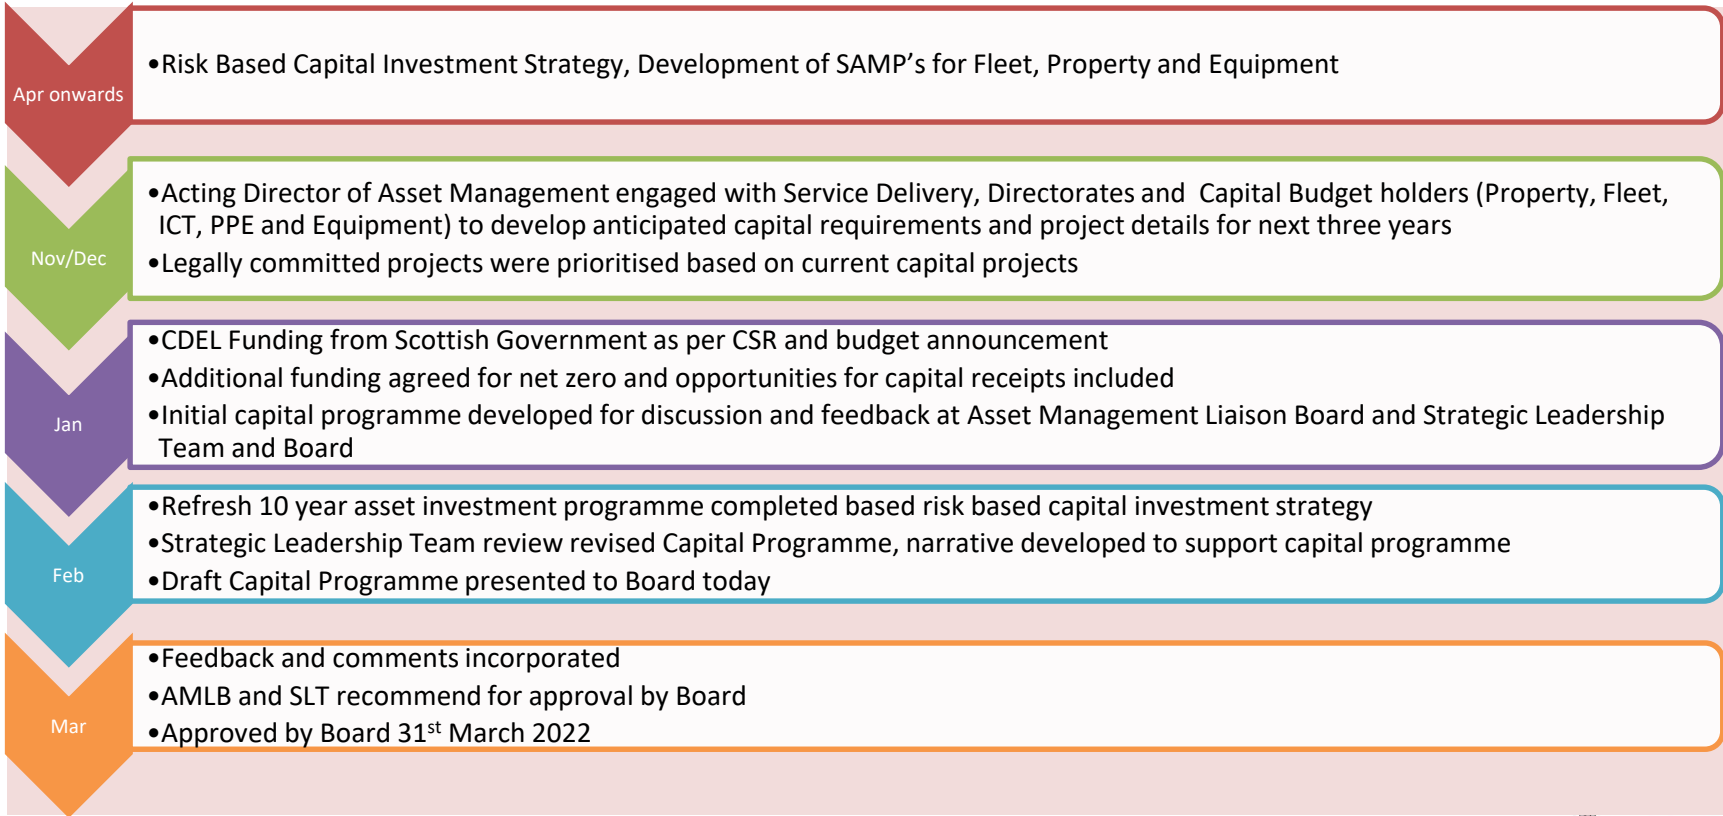 Apr onwards
•Risk Based Capital Investment Strategy, Development of SAMP’s for Fleet, Property and Equipment
Nov/Dec
•Acting Director of Asset Management engaged with Service Delivery, Directorates and  Capital Budget holders (Property, Fleet,
ICT, PPE and Equipment) to develop anticipated capital requirements and project details for next three years
•Legally committed projects were prioritised based on current capital projects
Jan
•CDEL Funding from Scottish Government as per CSR and budget announcement
•Additional funding agreed for net zero and opportunities for capital receipts included
•Initial capital programme developed for discussion and feedback at Asset Management Liaison Board and Strategic Leadership
Team and Board
Feb
•Refresh 10 year asset investment programme completed based risk based capital investment strategy
•Strategic Leadership Team review revised Capital Programme, narrative developed to support capital programme
•Draft Capital Programme presented to Board today
Mar
•Feedback and comments incorporated
•AMLB and SLT recommend for approval by Board
•Approved by Board 31st March 2022